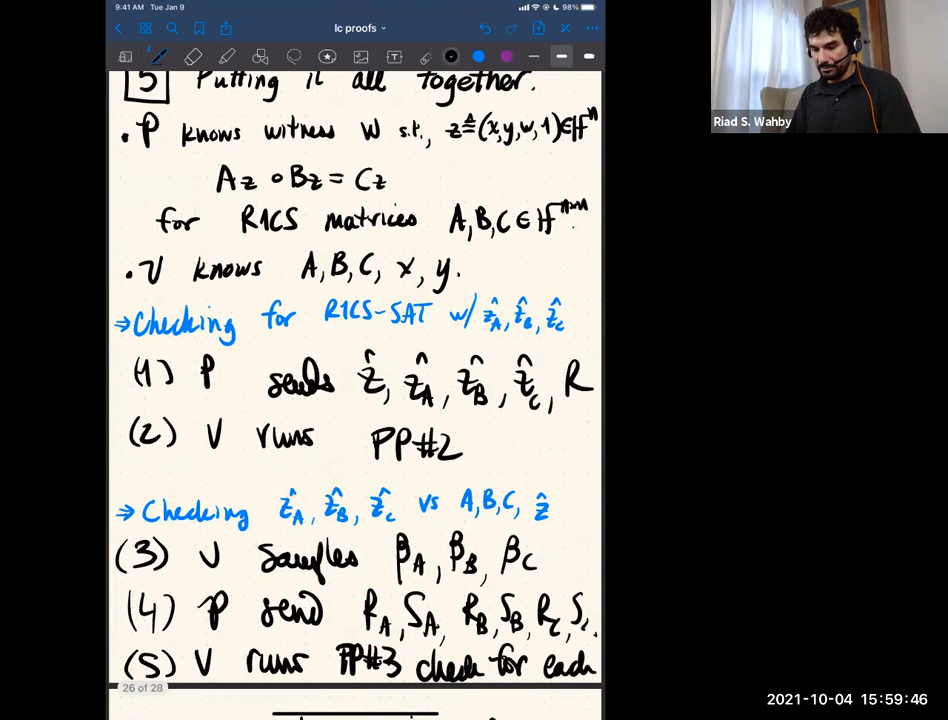 9:41 AM Tue Jan 9
98%
lc proofs
5 Putting it all together.
• P knows witness w s.t., z ≜ (x,y,w,1) ∈ F^n
Az ∘ Bz = Cz
for R1CS matrices A,B,C ∈ F^{n×n}.
• V knows A,B,C, x, y.
⇒ Checking for R1CS-SAT w/ ẑ_A, ẑ_B, ẑ_C
(1) P sends ẑ, ẑ_A, ẑ_B, ẑ_C, R
(2) V runs PP#2
⇒ Checking ẑ_A, ẑ_B, ẑ_C vs A,B,C, ẑ
(3) V samples β_A, β_B, β_C
(4) P send R_A, S_A, R_B, S_B, R_C, S_C.
(5) V runs PP#3 check for each
26 of 28
Riad S. Wahby
2021-10-04 15:59:46